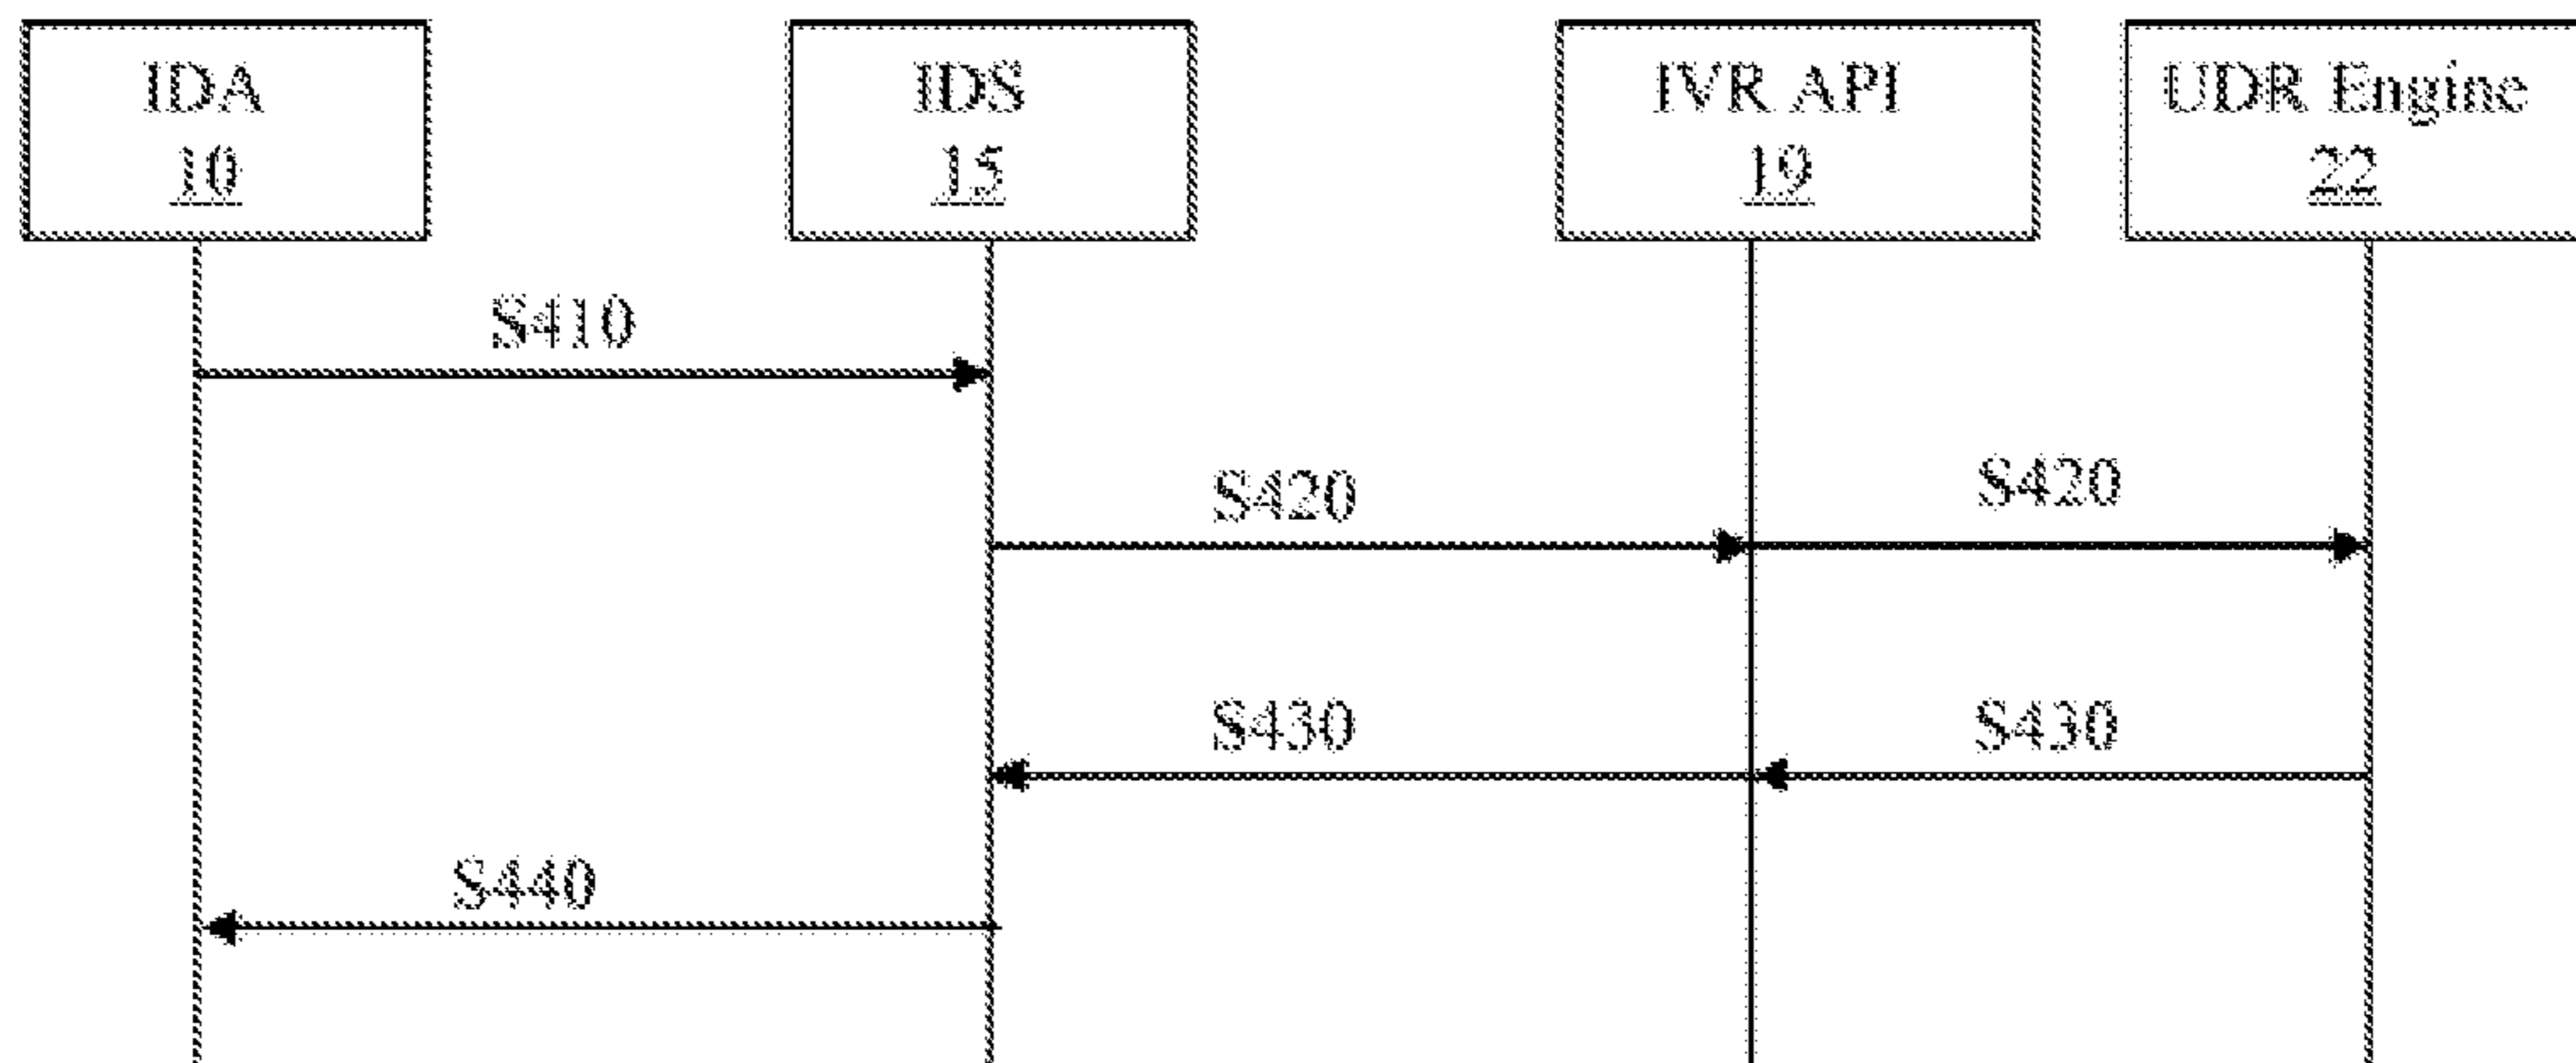 IDA
10
IDS
15
IVR API
19
UDR Engine
22
S410
S420
S420
S430
S430
S440